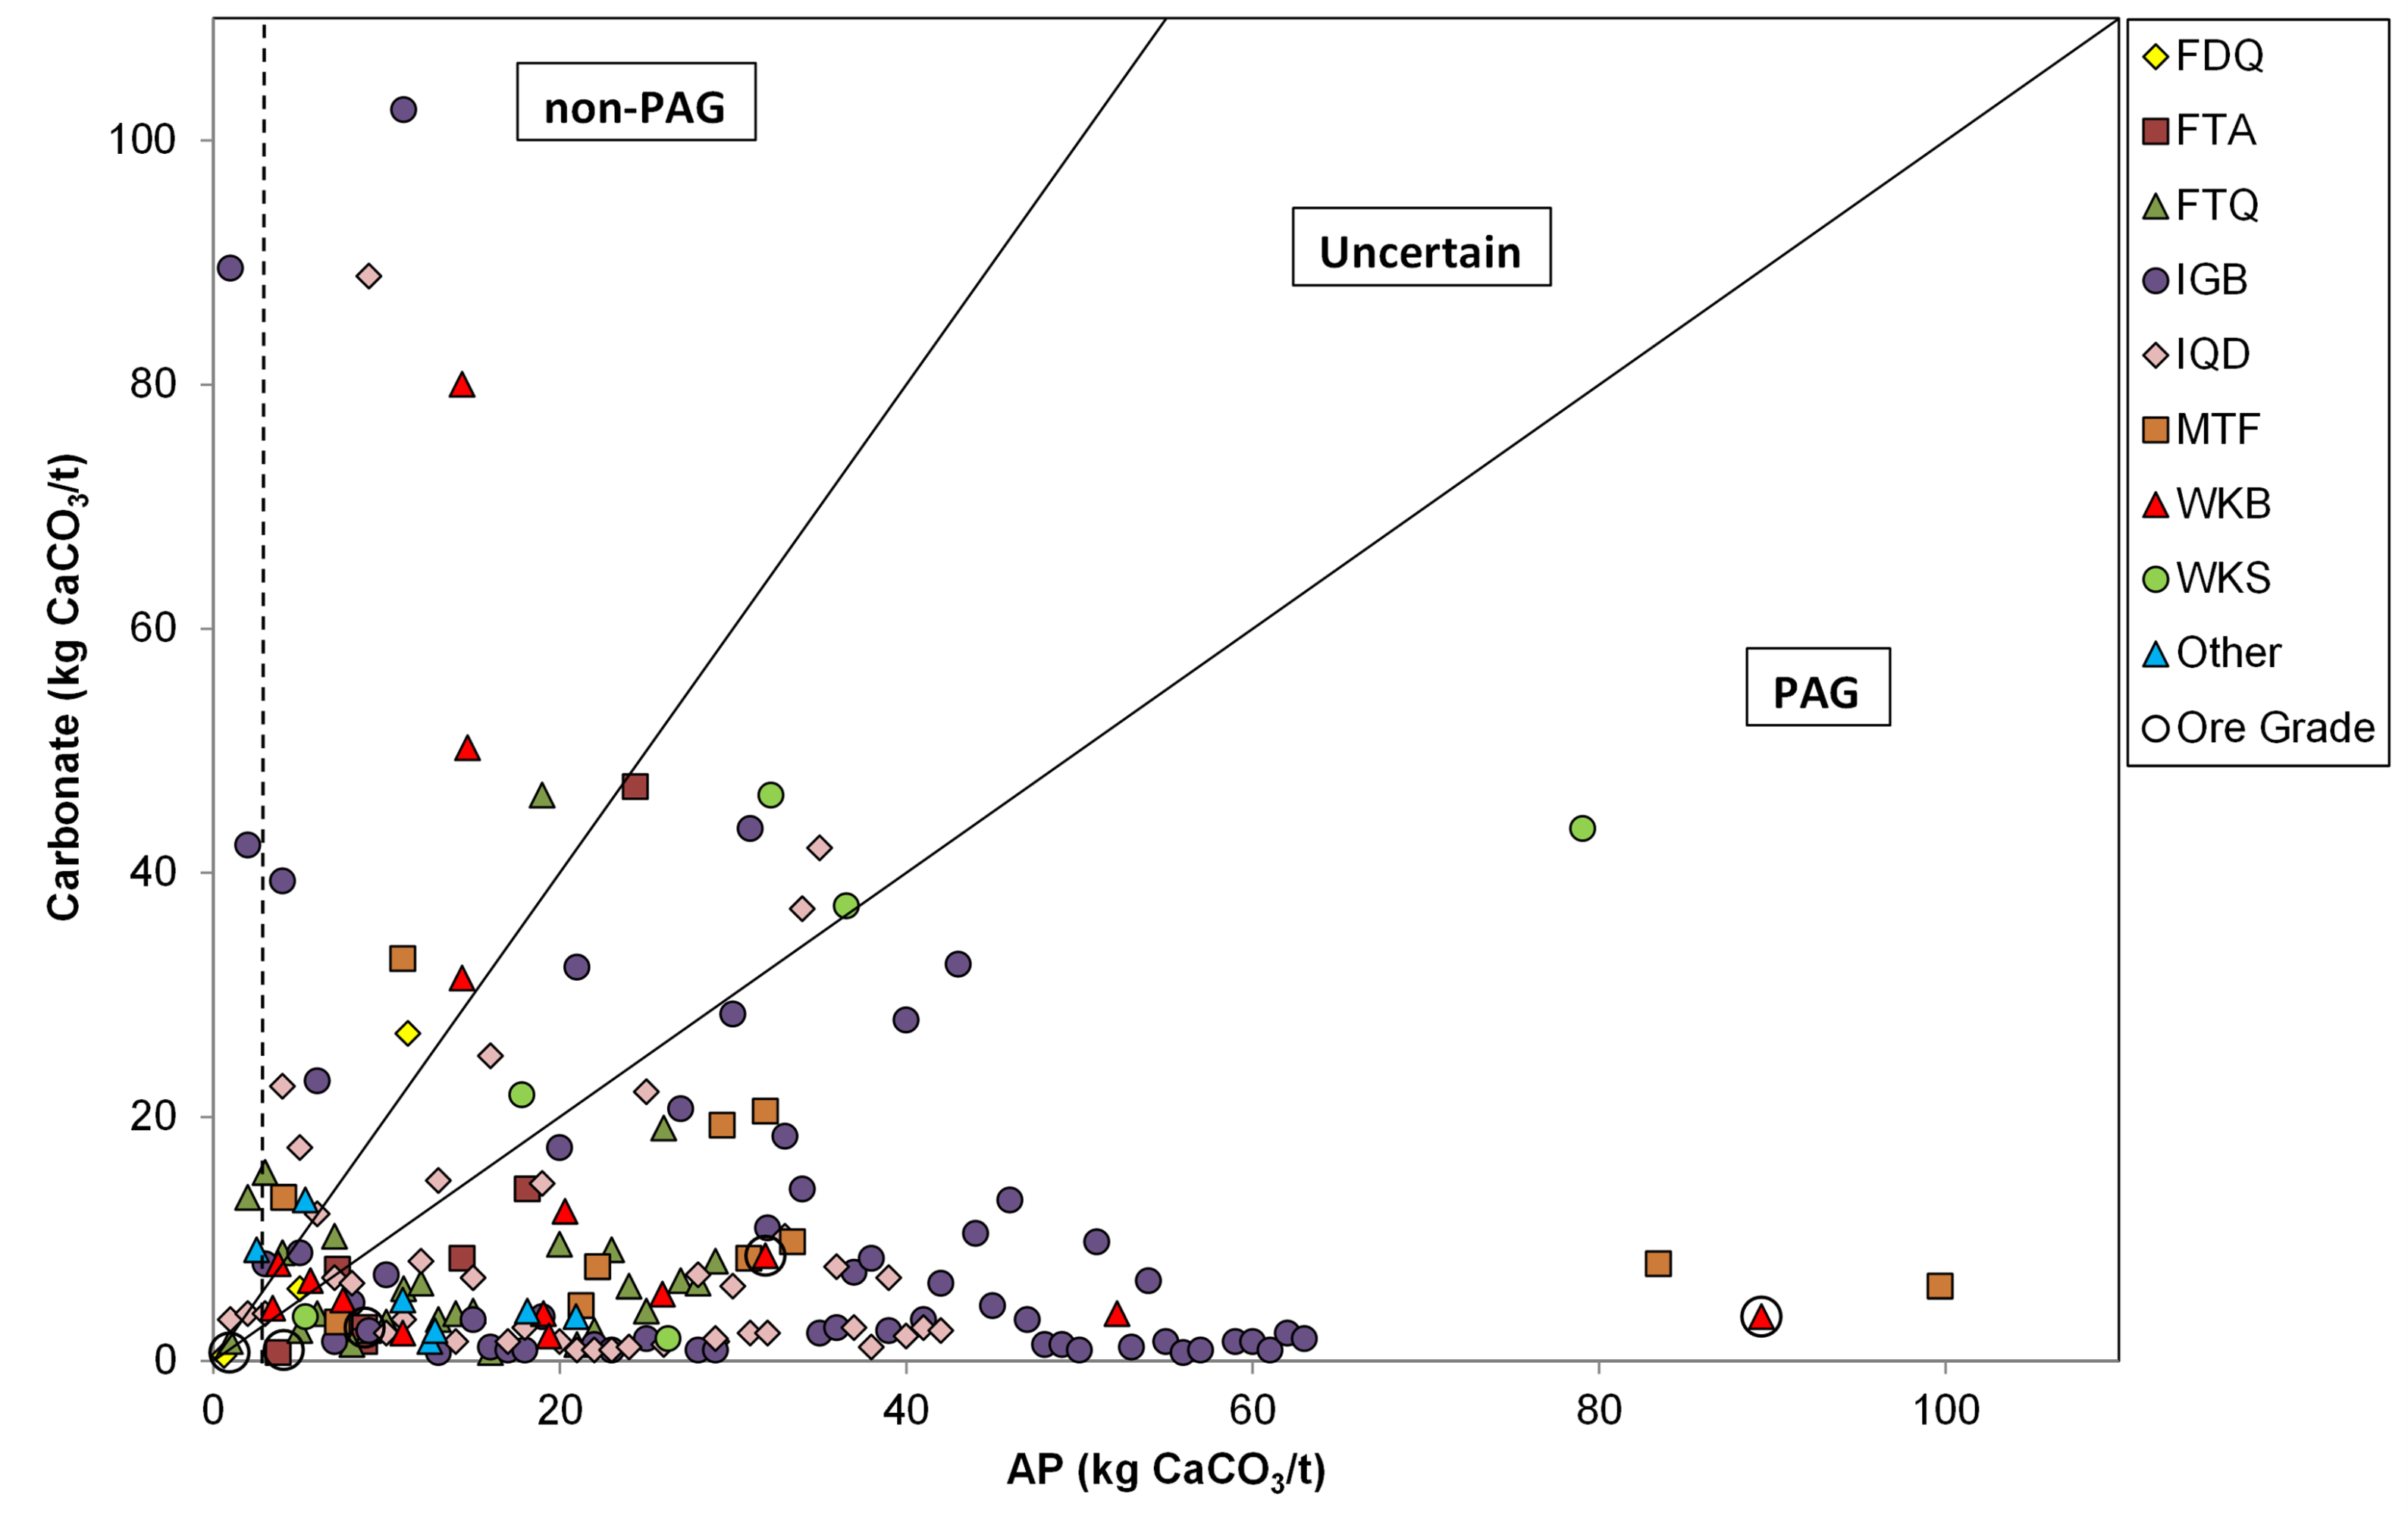 non-PAG
Uncertain
PAG
100
80
60
40
20
0
0 20 40 60 80 100
Carbonate (kg CaCO₃/t)
AP (kg CaCO₃/t)
FDQ
FTA
FTQ
IGB
IQD
MTF
WKB
WKS
Other
Ore Grade